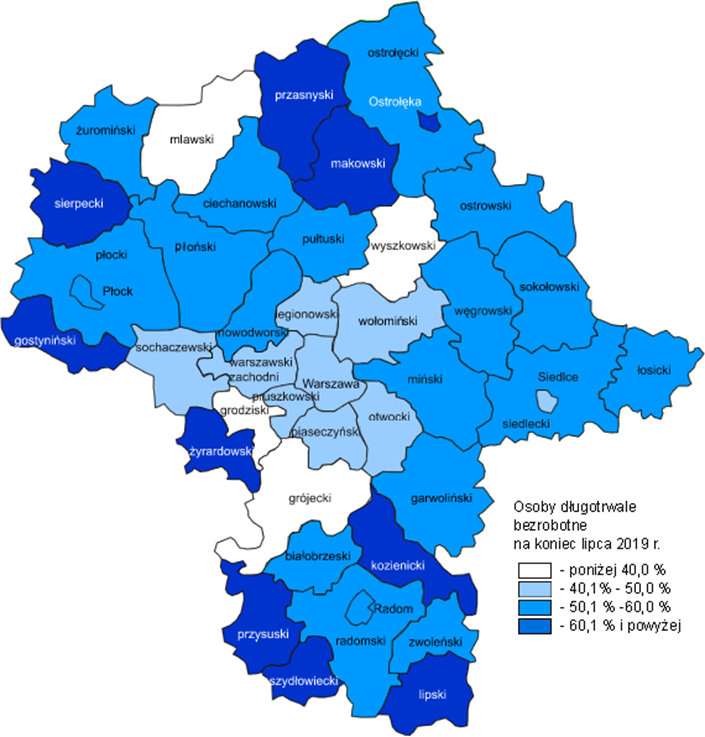 ostrołęcki
przasnyski
Ostrołęka
żuromiński
mlawski
makowski
sierpecki
ciechanowski
ostrowski
pułtuski
wyszkowski
płocki
płoński
sokołowski
Płock
legionowski
wołomiński
węgrowski
gostyniński
nowodworski
sochaczewski
warszawski
zachodni
Warszawa
miński
Siedlce
łosicki
pruszkowski
grodziski
otwocki
siedlecki
piaseczyński
żyrardowsk
grójecki
garwoliński
Osoby długotrwale
bezrobotne
na koniec lipca 2019 r.
białobrzeski
kozienicki
- poniżej 40,0 %
- 40,1% - 50,0 %
- 50,1 % -60,0 %
- 60,1 % i powyżej
Radom
przysuski
radomski
zwoleński
szydłowiecki
lipski